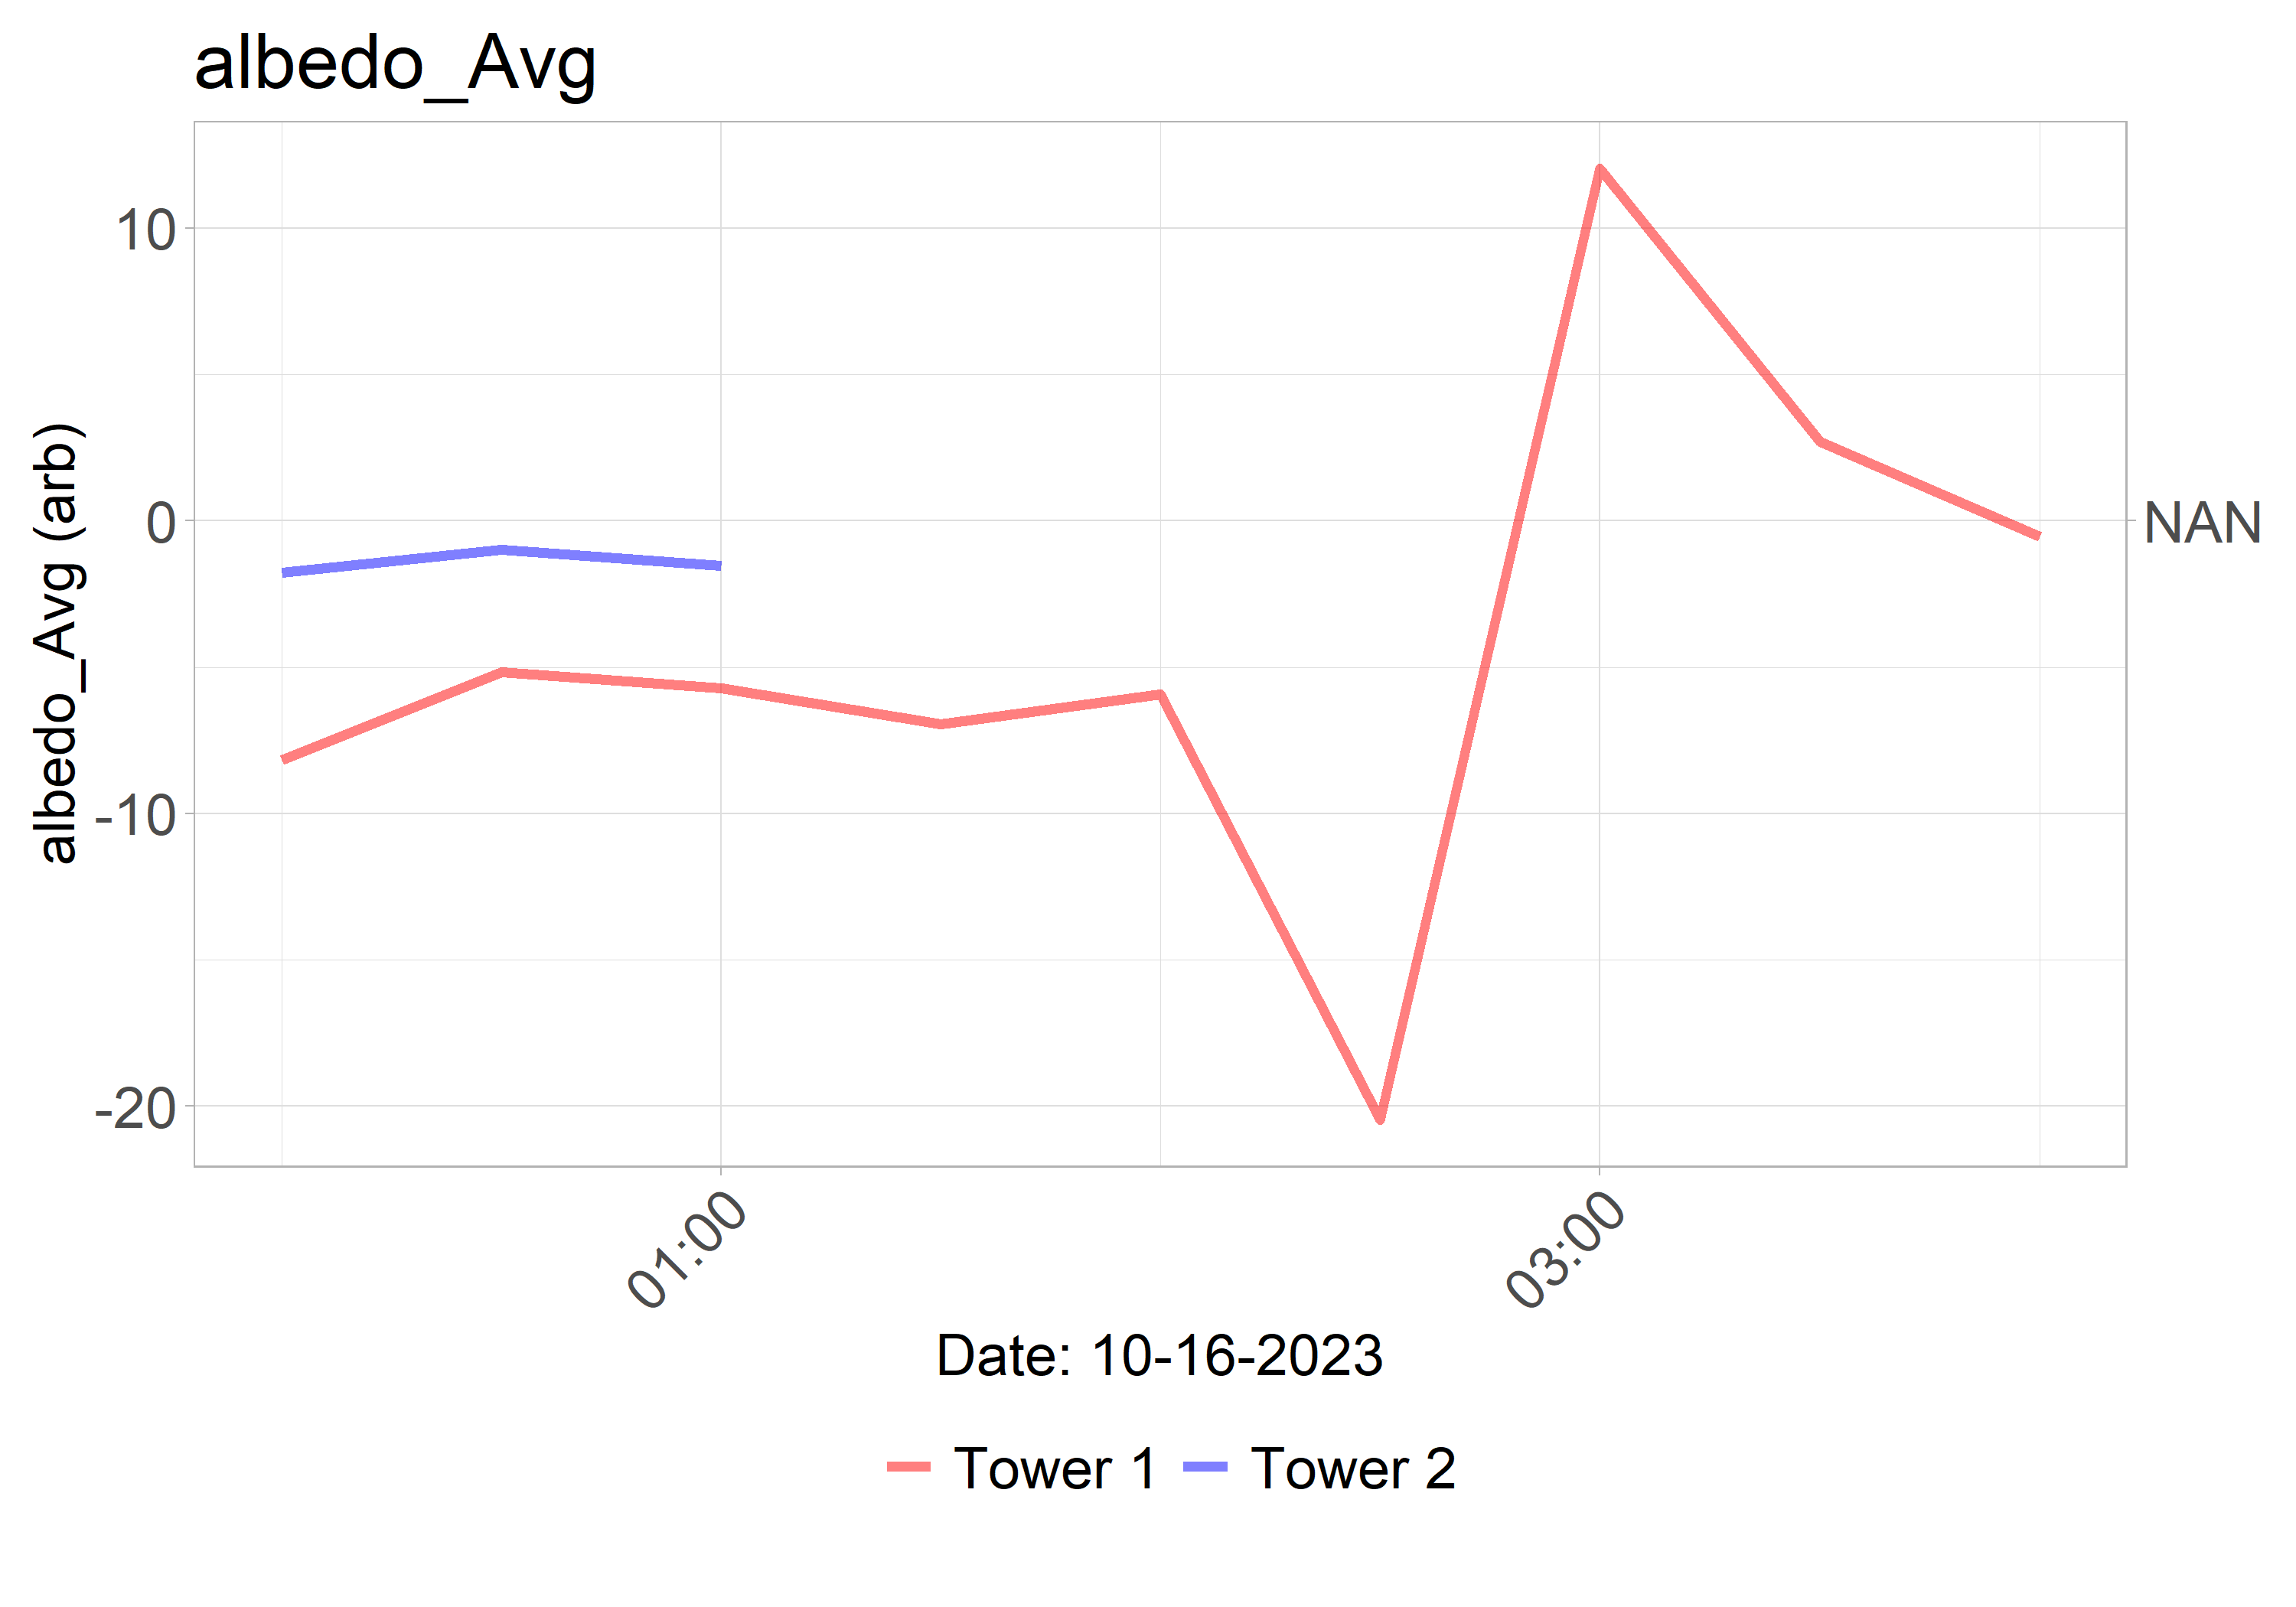 albedo_Avg
albedo_Avg (arb)
10
0
-10
-20
NAN
01:00
03:00
Date: 10-16-2023
Tower 1
Tower 2